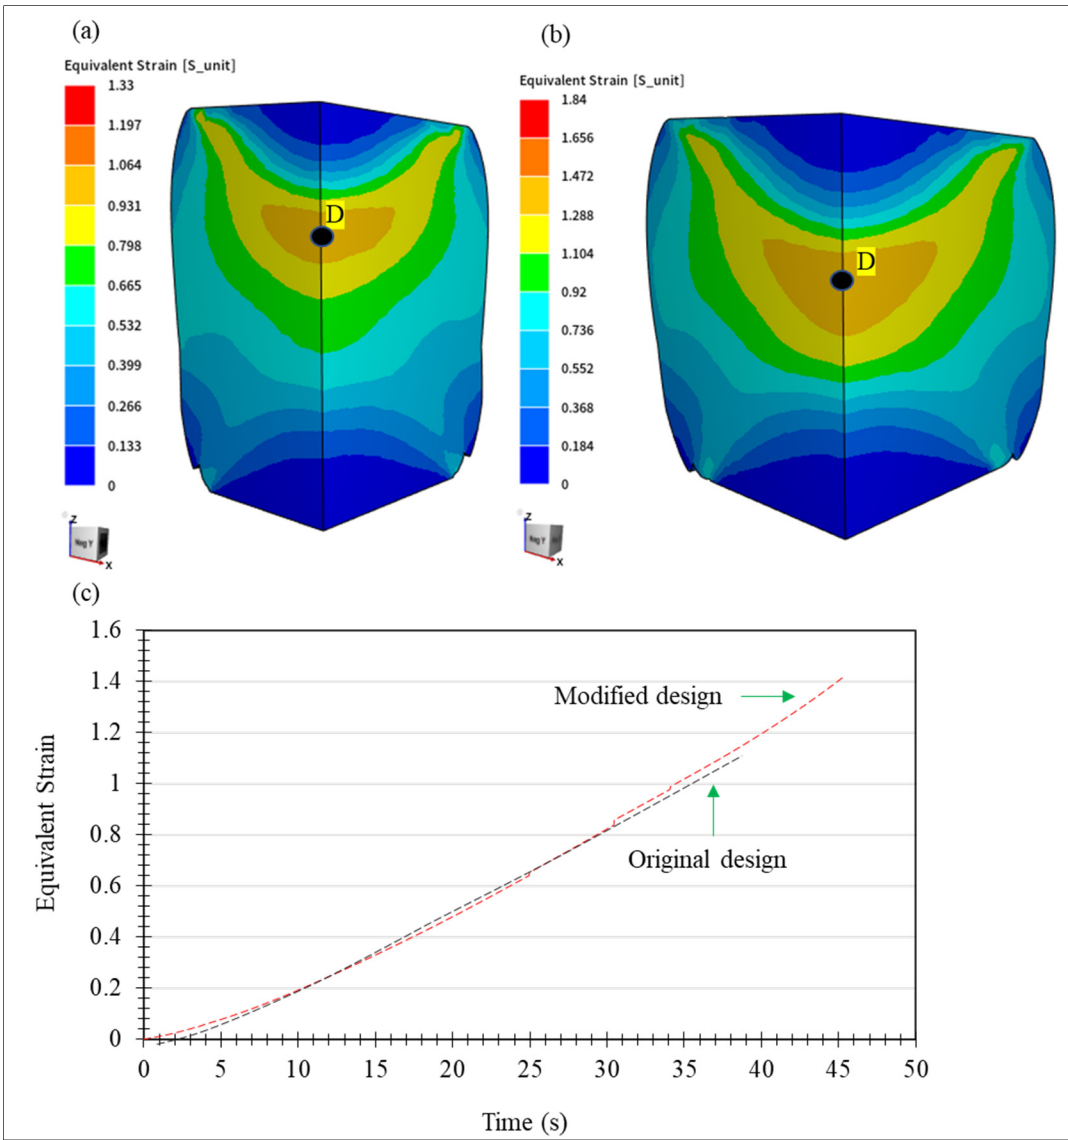 (a)
Equivalent Strain [S_unit]
1.33
1.197
1.064
0.931
0.798
0.665
0.532
0.399
0.266
0.133
0
D
Z
Neg Y
X
(b)
Equivalent Strain [S_unit]
1.84
1.656
1.472
1.288
1.104
0.92
0.736
0.552
0.368
0.184
0
D
Z
Neg Y
X
(c)
1.6
1.4
1.2
1
0.8
0.6
0.4
0.2
0
Equivalent Strain
Modified design
Original design
0 5 10 15 20 25 30 35 40 45 50
Time (s)